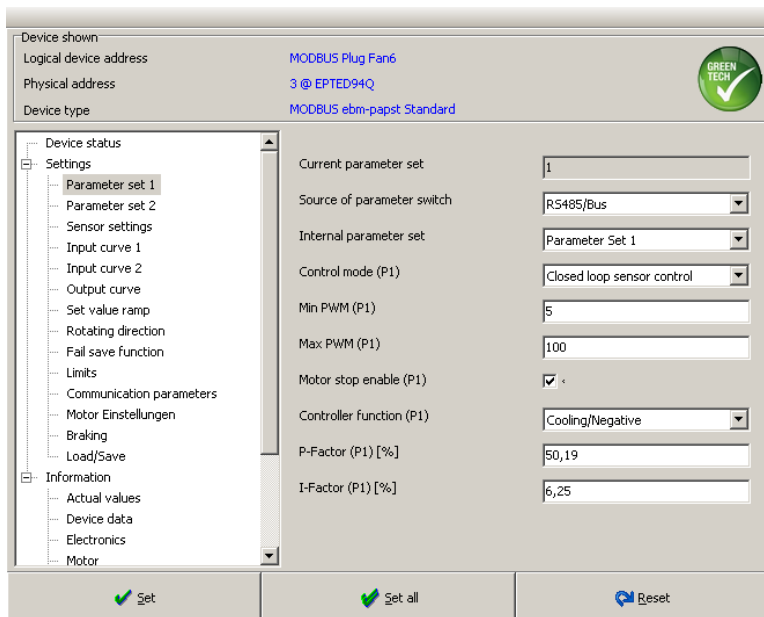 Device shown
Logical device address MODBUS Plug Fan6
Physical address 3 @ EPTED94Q
Device type MODBUS ebm-papst Standard
GREEN
TECH
Device status
Settings
Parameter set 1
Parameter set 2
Sensor settings
Input curve 1
Input curve 2
Output curve
Set value ramp
Rotating direction
Fail save function
Limits
Communication parameters
Motor Einstellungen
Braking
Load/Save
Information
Actual values
Device data
Electronics
Motor
Current parameter set 1
Source of parameter switch RS485/Bus
Internal parameter set Parameter Set 1
Control mode (P1) Closed loop sensor control
Min PWM (P1) 5
Max PWM (P1) 100
Motor stop enable (P1)
Controller function (P1) Cooling/Negative
P-Factor (P1) [%] 50,19
I-Factor (P1) [%] 6,25
Set Set all Reset